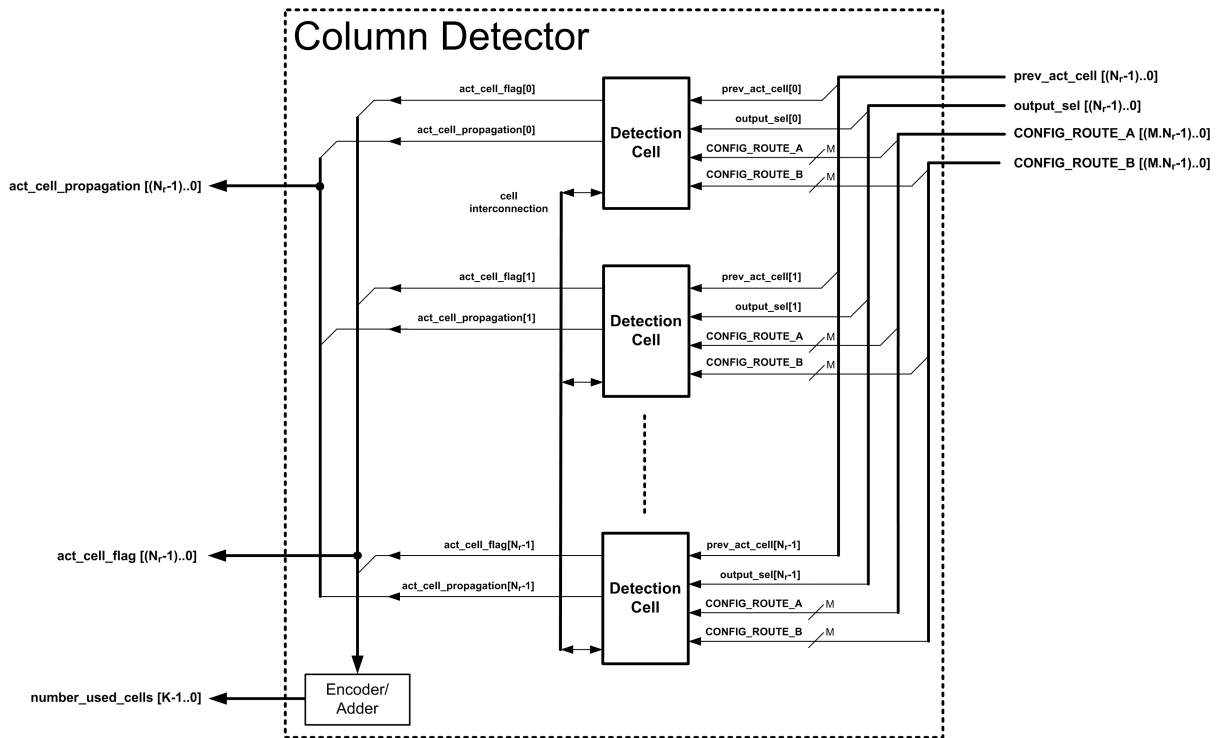 Column Detector
prev_act_cell [(Nᵣ-1)..0]
output_sel [(Nᵣ-1)..0]
CONFIG_ROUTE_A [(M.Nᵣ-1)..0]
CONFIG_ROUTE_B [(M.Nᵣ-1)..0]
act_cell_flag[0]
act_cell_propagation[0]
Detection
Cell
prev_act_cell[0]
output_sel[0]
CONFIG_ROUTE_A
M
CONFIG_ROUTE_B
M
act_cell_propagation [(Nᵣ-1)..0]
cell
interconnection
act_cell_flag[1]
act_cell_propagation[1]
Detection
Cell
prev_act_cell[1]
output_sel[1]
CONFIG_ROUTE_A
M
CONFIG_ROUTE_B
M
act_cell_flag [(Nᵣ-1)..0]
act_cell_flag[Nᵣ-1]
act_cell_propagation[Nᵣ-1]
Detection
Cell
prev_act_cell[Nᵣ-1]
output_sel[Nᵣ-1]
CONFIG_ROUTE_A
M
CONFIG_ROUTE_B
M
number_used_cells [K-1..0]
Encoder/
Adder